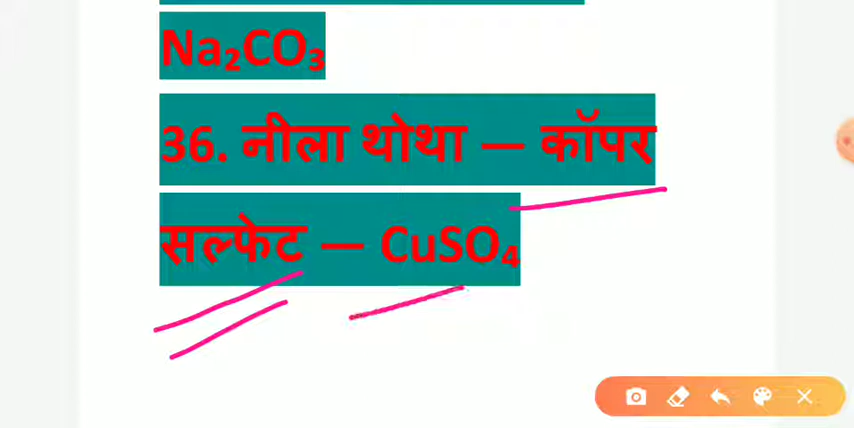 Na₂CO₃
36. नीला थोथा — कॉपर
सल्फेट — CuSO₄